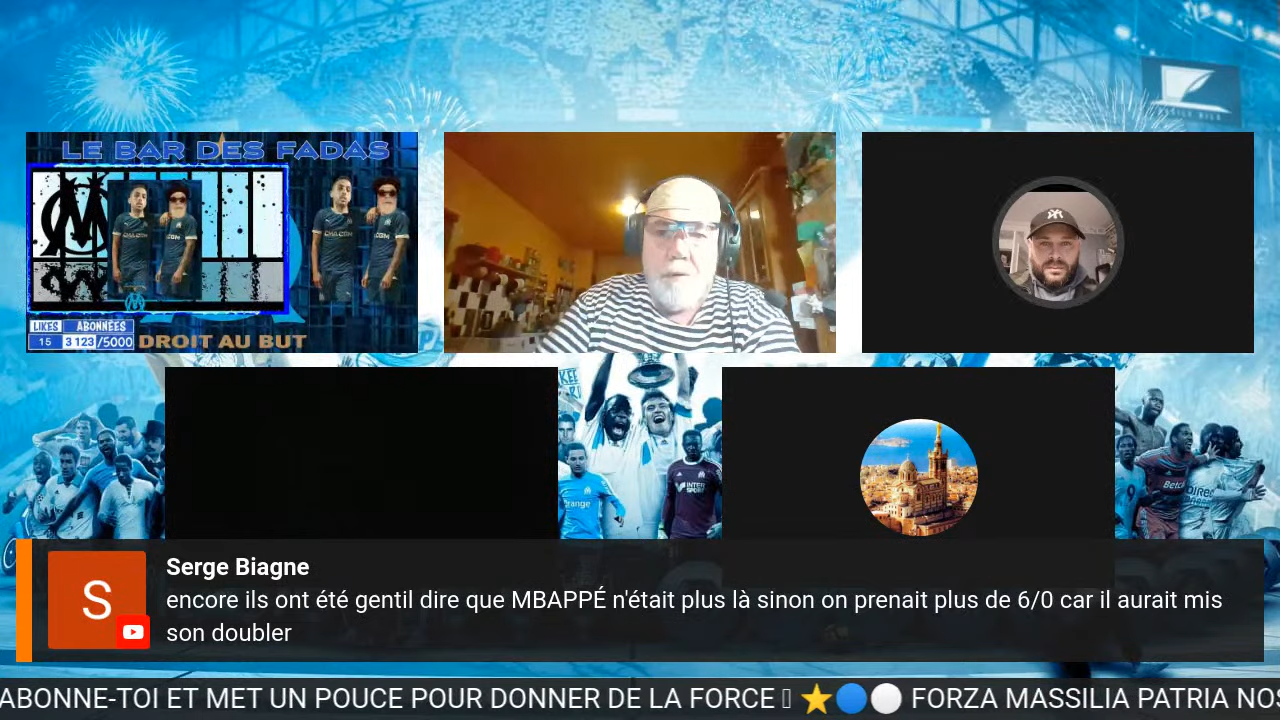 LE BAR DES FADAS
LIKES ABONNÉES
15 3 123 /5000
DROIT AU BUT
S
Serge Biagne
encore ils ont été gentil dire que MBAPPÉ n'était plus là sinon on prenait plus de 6/0 car il aurait mis
son doubler
ABONNE-TOI ET MET UN POUCE POUR DONNER DE LA FORCE ⭐🔵⚪ FORZA MASSILIA PATRIA NOS